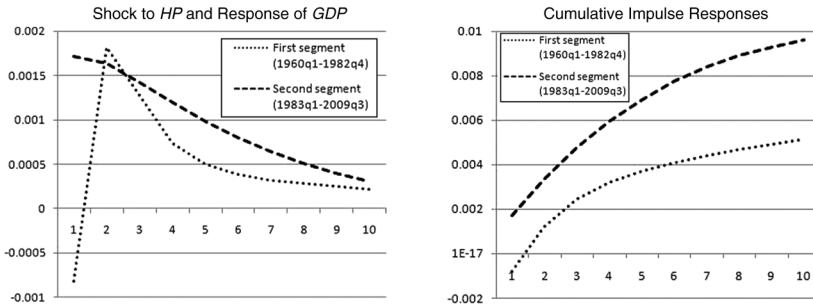 Shock to HP and Response of GDP
0.002
0.0015
0.001
0.0005
0
-0.0005
-0.001
1 2 3 4 5 6 7 8 9 10
First segment
(1960q1-1982q4)
Second segment
(1983q1-2009q3)
Cumulative Impulse Responses
0.01
0.008
0.006
0.004
0.002
1E-17
-0.002
1 2 3 4 5 6 7 8 9 10
First segment
(1960q1-1982q4)
Second segment
(1983q1-2009q3)